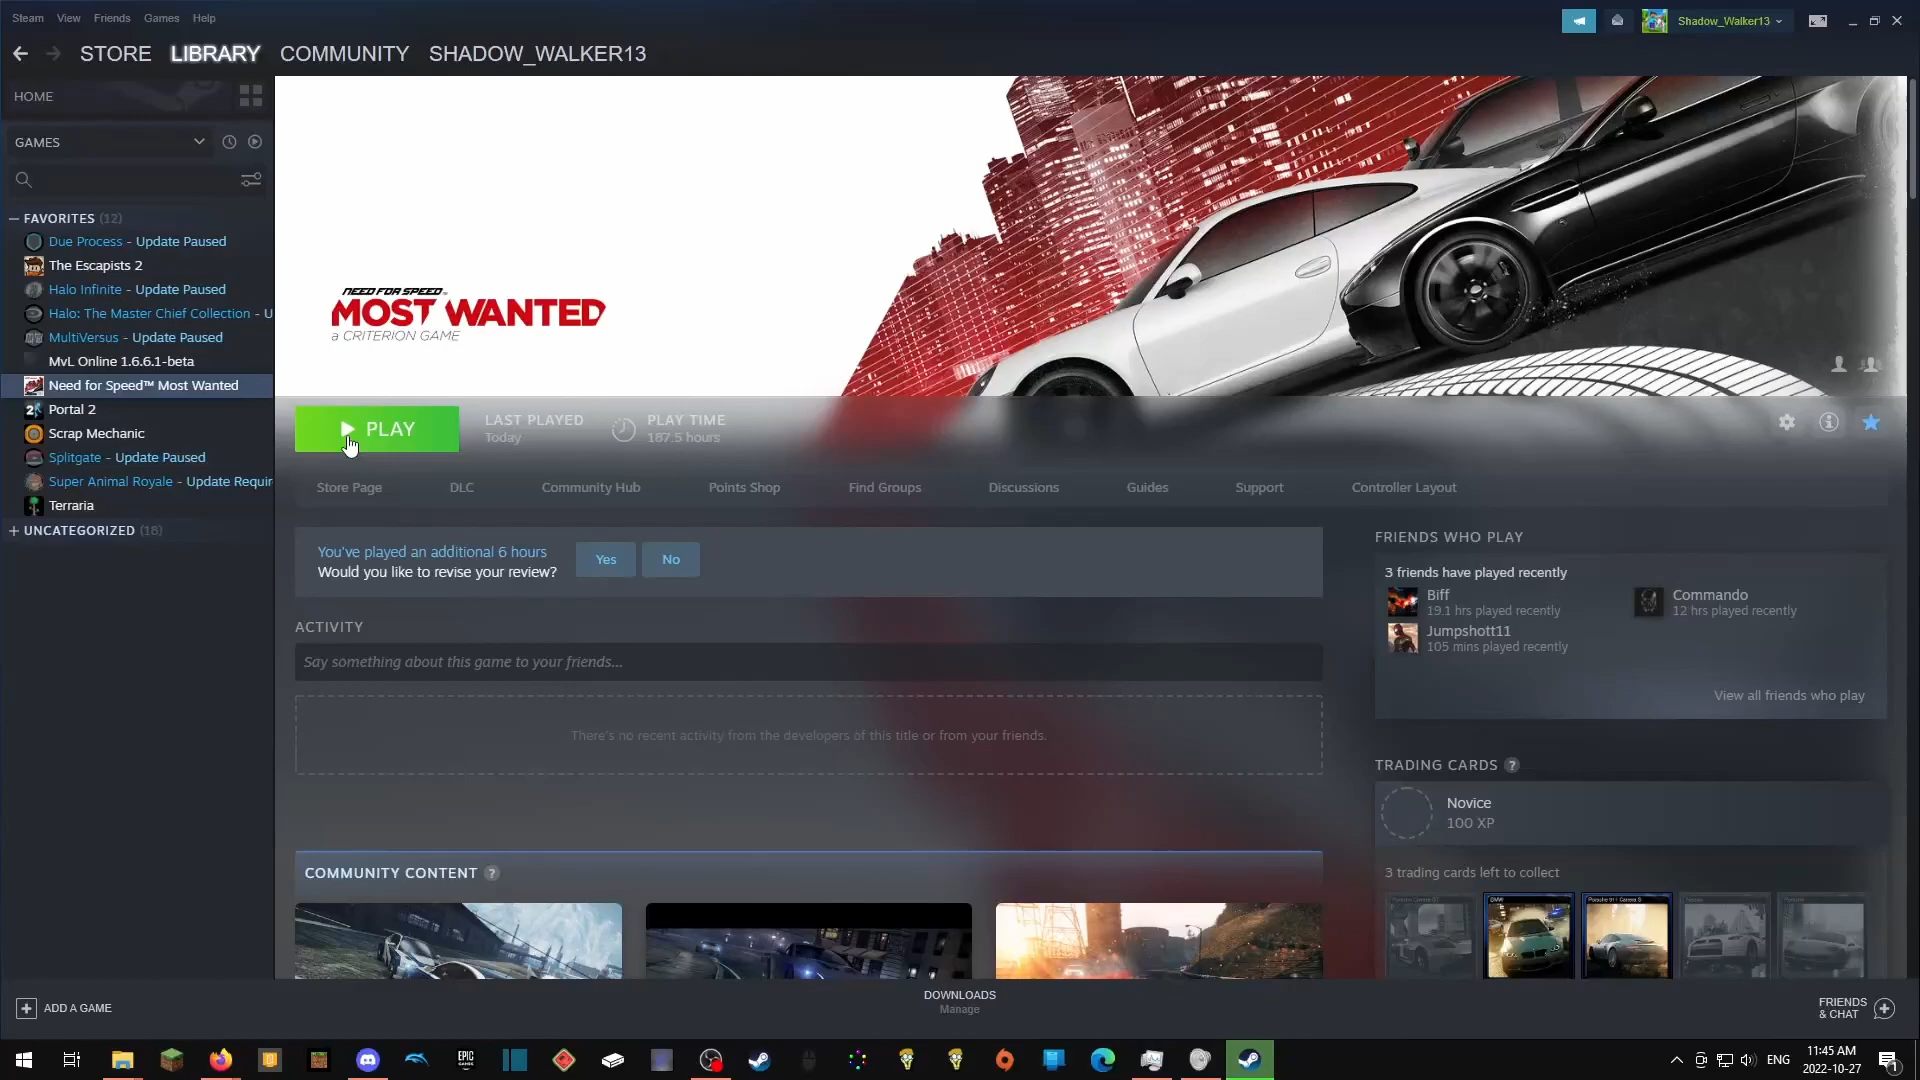 Steam View Friends Games Help
Shadow_Walker13
STORE LIBRARY COMMUNITY SHADOW_WALKER13
HOME
GAMES
FAVORITES (12)
Due Process - Update Paused
The Escapists 2
Halo Infinite - Update Paused
Halo: The Master Chief Collection - U
MultiVersus - Update Paused
MvL Online 1.6.6.1-beta
Need for Speed™ Most Wanted
Portal 2
Scrap Mechanic
Splitgate - Update Paused
Super Animal Royale - Update Requir
Terraria
UNCATEGORIZED (18)
NEED FOR SPEED™
MOST WANTED
a CRITERION GAME
PLAY
LAST PLAYED
Today
PLAY TIME
187.5 hours
Store Page DLC Community Hub Points Shop Find Groups Discussions Guides Support Controller Layout
You've played an additional 6 hours
Would you like to revise your review?
Yes No
ACTIVITY
Say something about this game to your friends...
There's no recent activity from the developers of this title or from your friends.
COMMUNITY CONTENT ?
FRIENDS WHO PLAY
3 friends have played recently
Biff
19.1 hrs played recently
Commando
12 hrs played recently
Jumpshott11
105 mins played recently
View all friends who play
TRADING CARDS ?
Novice
100 XP
3 trading cards left to collect
BMW
Porsche 911 Carrera S
ADD A GAME
DOWNLOADS
Manage
FRIENDS
& CHAT
EPIC
GAMES
ENG
11:45 AM
2022-10-27
1